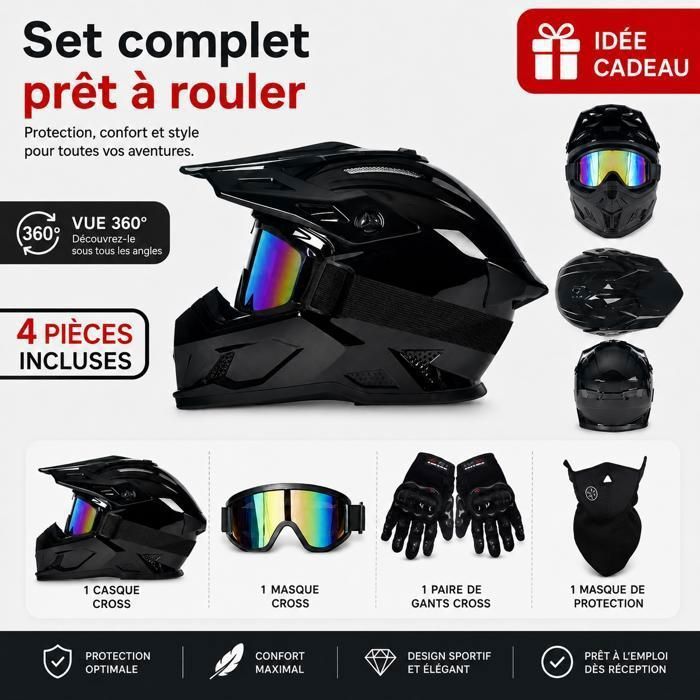 Set complet
prêt à rouler
Protection, confort et style
pour toutes vos aventures.
IDÉE
CADEAU
360°
VUE 360°
Découvrez-le
sous tous les angles
4 PIÈCES
INCLUSES
1 CASQUE
CROSS
1 MASQUE
CROSS
1 PAIRE DE
GANTS CROSS
1 MASQUE DE
PROTECTION
PROTECTION
OPTIMALE
CONFORT
MAXIMAL
DESIGN SPORTIF
ET ÉLÉGANT
PRÊT À L'EMPLOI
DÈS RÉCEPTION